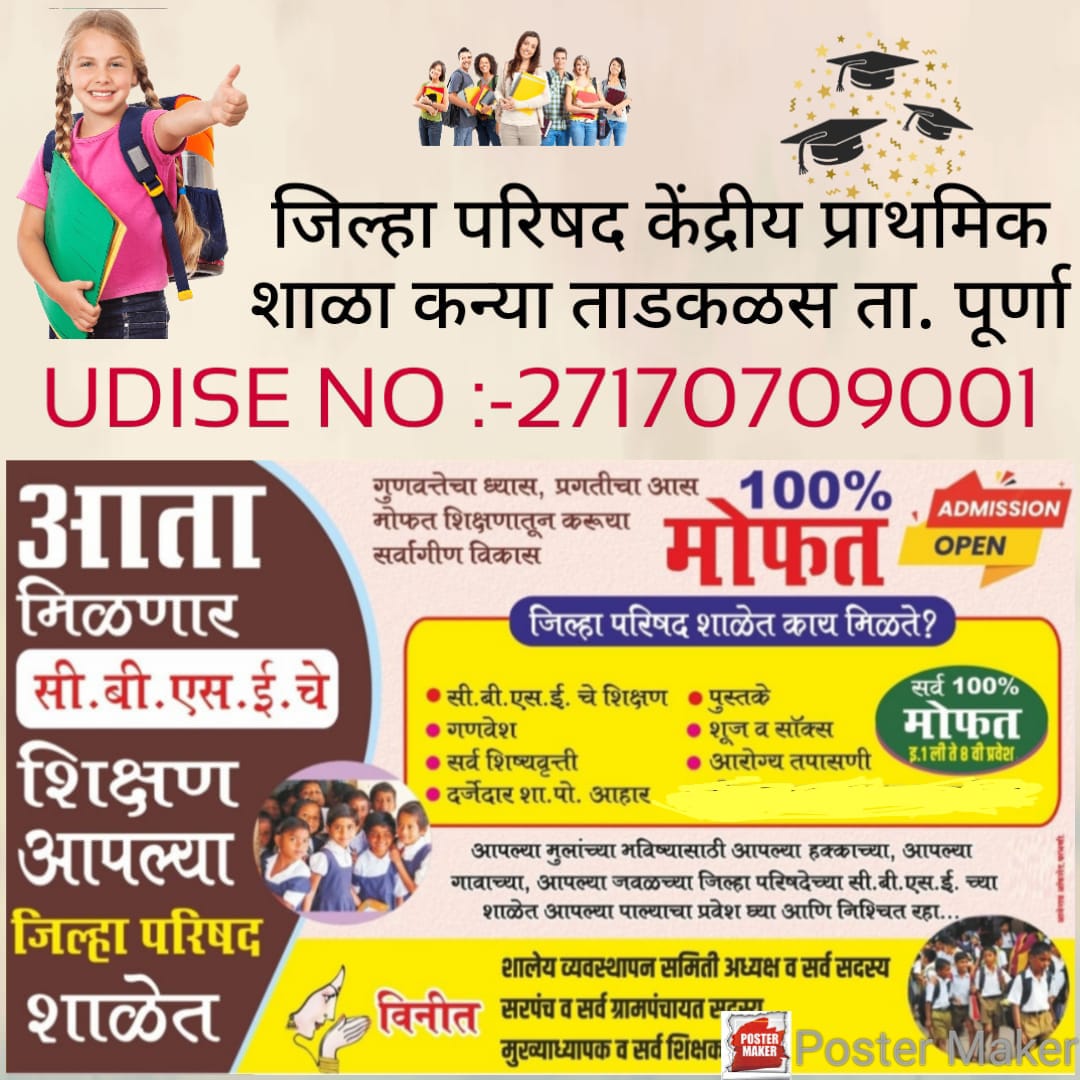 जिल्हा परिषद केंद्रीय प्राथमिक
शाळा कन्या ताडकळस ता. पूर्णा
UDISE NO :-27170709001
आता
मिळणार
सी.बी.एस.ई.चे
शिक्षण
आपल्या
जिल्हा परिषद
शाळेत
गुणवत्तेचा ध्यास, प्रगतीचा आस
मोफत शिक्षणातून करूया
सर्वागीण विकास
100%
मोफत
ADMISSION
OPEN
जिल्हा परिषद शाळेत काय मिळते?
सी.बी.एस.ई. चे शिक्षण
गणवेश
सर्व शिष्यवृत्ती
दर्जेदार शा.पो. आहार
पुस्तके
शूज व सॉक्स
आरोग्य तपासणी
सर्व 100%
मोफत
इ.1 ली ते 8 वी प्रवेश
आपल्या मुलांच्या भविष्यासाठी आपल्या हक्काच्या, आपल्या
गावाच्या, आपल्या जवळच्या जिल्हा परिषदेच्या सी.बी.एस.ई. च्या
शाळेत आपल्या पाल्याचा प्रवेश घ्या आणि निश्चित रहा...
विनीत
शालेय व्यवस्थापन समिती अध्यक्ष व सर्व सदस्य
सरपंच व सर्व ग्रामपंचायत सदस्य
मुख्याध्यापक व सर्व शिक्षक
POSTER
MAKER
Poster Maker